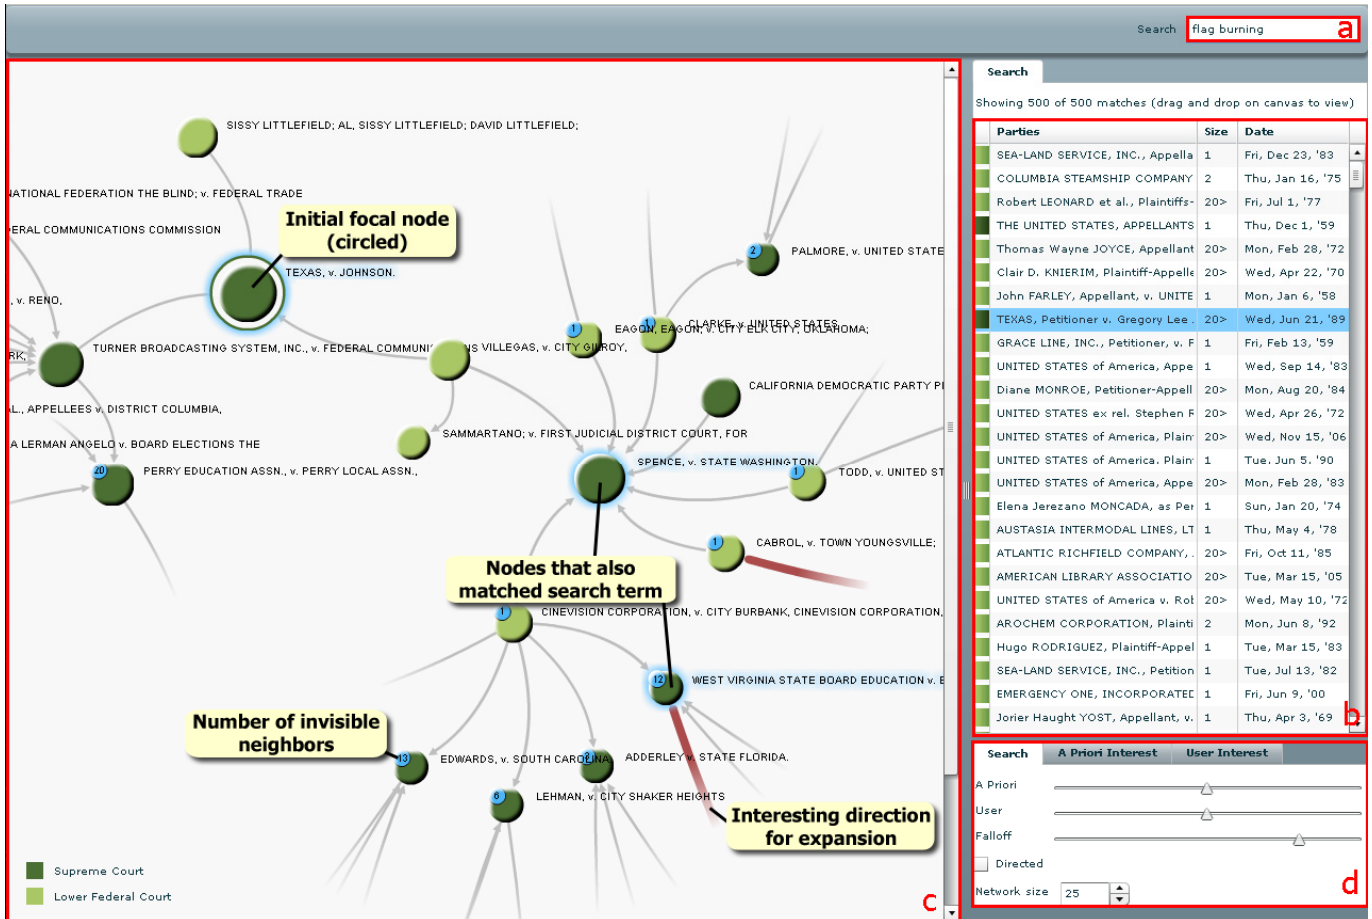 Search flag burning a
Search
Showing 500 of 500 matches (drag and drop on canvas to view)
Parties Size Date
SEA-LAND SERVICE, INC., Appella 1 Fri, Dec 23, '83
COLUMBIA STEAMSHIP COMPANY 2 Thu, Jan 16, '75
Robert LEONARD et al., Plaintiffs- 20> Fri, Jul 1, '77
THE UNITED STATES, APPELLANTS 1 Thu, Dec 1, '59
Thomas Wayne JOYCE, Appellant 20> Mon, Feb 28, '72
Clair D. KNIERIM, Plaintiff-Appelle 20> Wed, Apr 22, '70
John FARLEY, Appellant, v. UNITE 1 Mon, Jan 6, '58
TEXAS, Petitioner v. Gregory Lee . 20> Wed, Jun 21, '89
GRACE LINE, INC., Petitioner, v. F 1 Fri, Feb 13, '59
UNITED STATES of America, Appe 1 Wed, Sep 14, '83
Diane MONROE, Petitioner-Appell 20> Mon, Aug 20, '84
UNITED STATES ex rel. Stephen F 20> Wed, Apr 26, '72
UNITED STATES of America, Plain 20> Wed, Nov 15, '06
UNITED STATES of America. Plain 1 Tue. Jun 5. '90
UNITED STATES of America, Appe 20> Mon, Feb 28, '83
Elena Jerezano MONCADA, as Per 1 Sun, Jan 20, '74
AUSTASIA INTERMODAL LINES, LT 1 Thu, May 4, '78
ATLANTIC RICHFIELD COMPANY, . 20> Fri, Oct 11, '85
AMERICAN LIBRARY ASSOCIATIO 20> Tue, Mar 15, '05
UNITED STATES of America v. Rob 20> Wed, May 10, '72
AROCHEM CORPORATION, Plainti 2 Mon, Jun 8, '92
Hugo RODRIGUEZ, Plaintiff-Appel 1 Tue, Mar 15, '83
SEA-LAND SERVICE, INC., Petition 1 Tue, Jul 13, '82
EMERGENCY ONE, INCORPORATED 1 Fri, Jun 9, '00
Jorier Haught YOST, Appellant, v. 1 Thu, Apr 3, '69
b
Search A Priori Interest User Interest
A Priori
User
Falloff
Directed
Network size 25
d
SISSY LITTLEFIELD; AL, SISSY LITTLEFIELD; DAVID LITTLEFIELD;
NATIONAL FEDERATION THE BLIND; v. FEDERAL TRADE
Initial focal node
(circled)
ERAL COMMUNICATIONS COMMISSION
2
PALMORE, v. UNITED STATE
TEXAS, v. JOHNSON.
, v. RENO,
1
EAGON, EAGON, v. CITY ELK CITY, OKLAHOMA;
1
CLARKE, v. UNITED STATES
TURNER BROADCASTING SYSTEM, INC., v. FEDERAL COMMUNICATIONS
VILLEGAS, v. CITY GILROY,
RK,
CALIFORNIA DEMOCRATIC PARTY
AL., APPELLEES v. DISTRICT COLUMBIA,
SAMMARTANO; v. FIRST JUDICIAL DISTRICT COURT, FOR
A LERMAN ANGELO v. BOARD ELECTIONS THE
SPENCE, v. STATE WASHINGTON.
20
PERRY EDUCATION ASSN., v. PERRY LOCAL ASSN.,
1
TODD, v. UNITED ST
1
CABROL, v. TOWN YOUNGSVILLE;
Nodes that also
matched search term
1
CINEVISION CORPORATION, v. CITY BURBANK, CINEVISION CORPORATION,
12
WEST VIRGINIA STATE BOARD EDUCATION v. B
Number of invisible
neighbors
13
EDWARDS, v. SOUTH CAROLINA,
ADDERLEY v. STATE FLORIDA.
6
LEHMAN, v. CITY SHAKER HEIGHTS
Interesting direction
for expansion
Supreme Court
Lower Federal Court
c